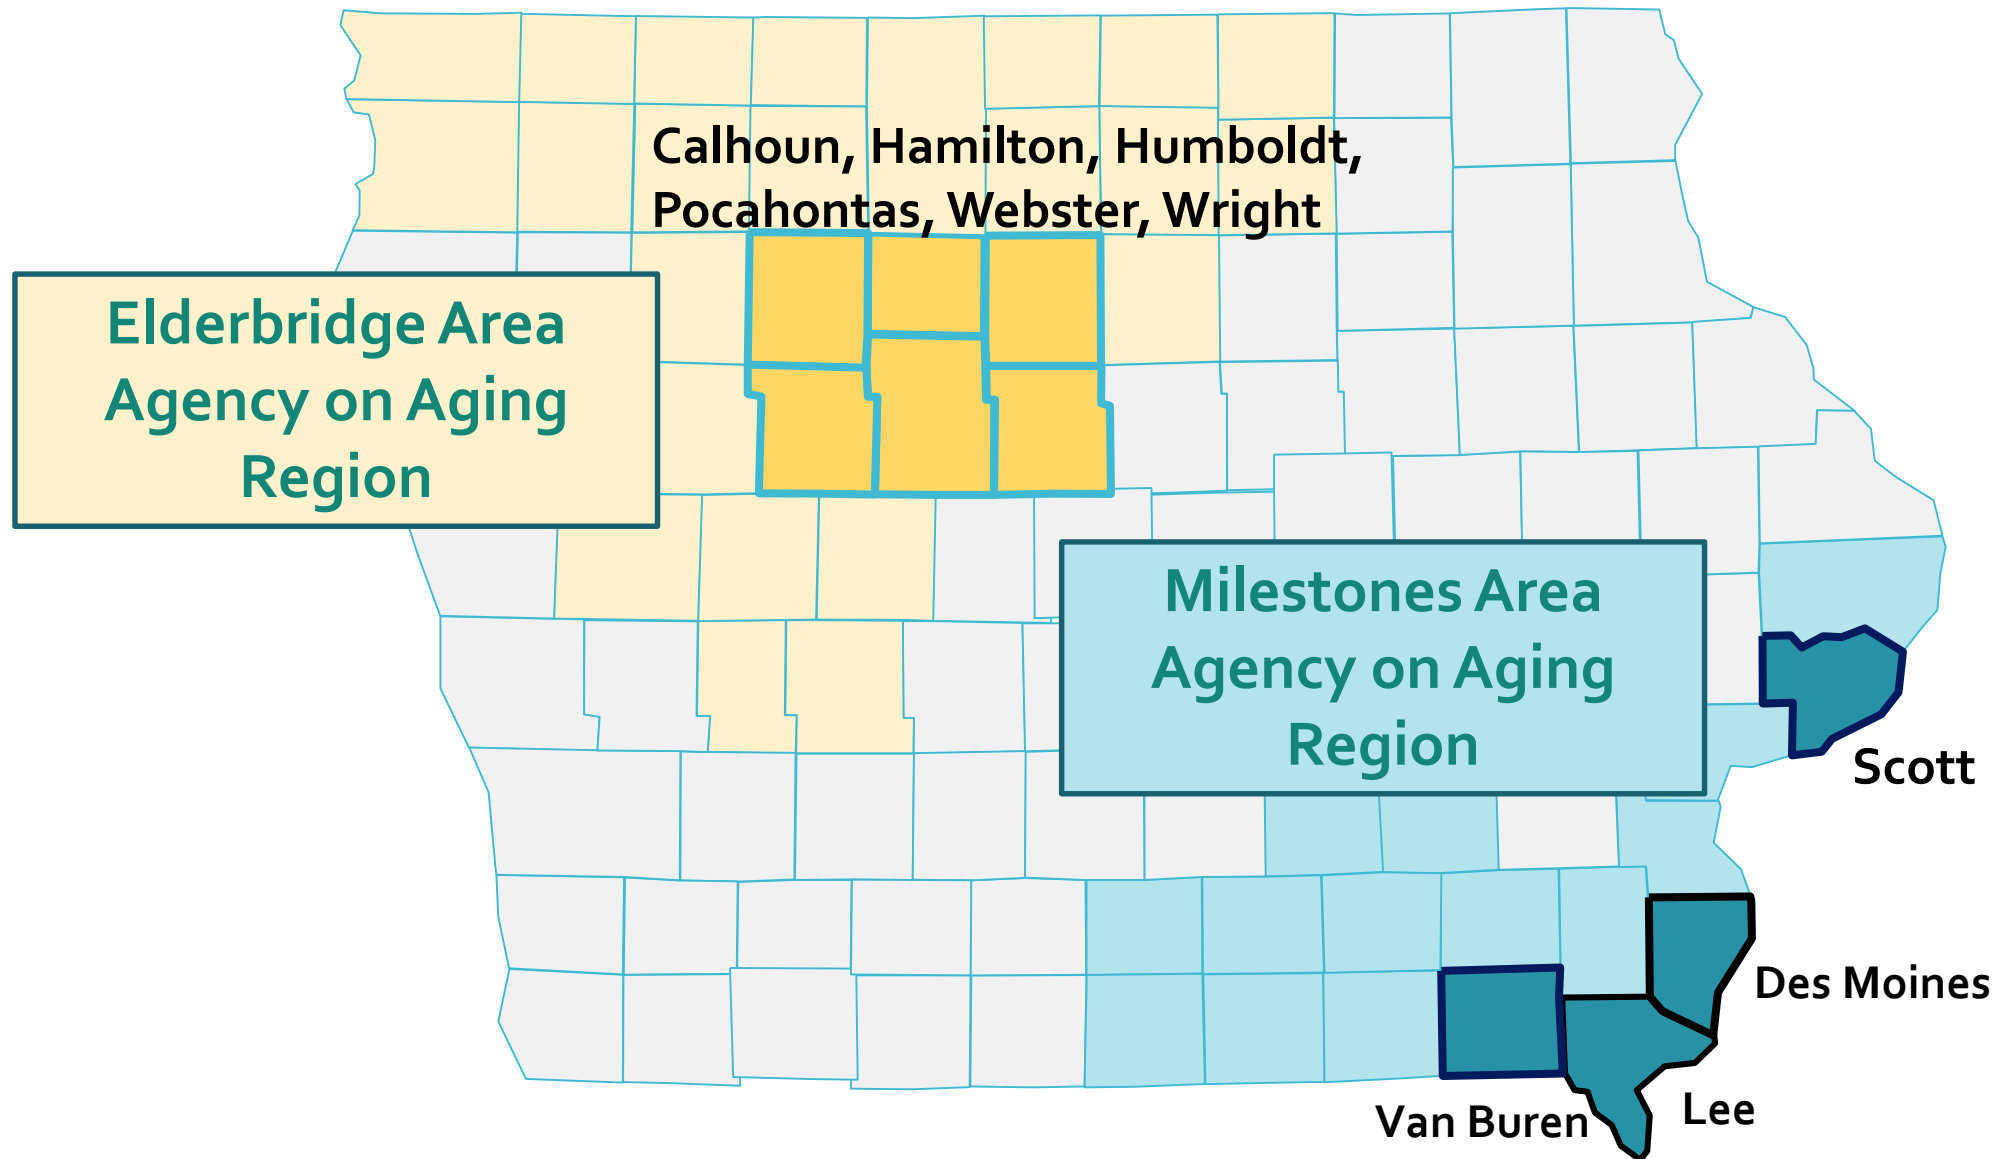 Calhoun, Hamilton, Humboldt,
Pocahontas, Webster, Wright
Elderbridge Area
Agency on Aging
Region
Milestones Area
Agency on Aging
Region
Scott
Des Moines
Lee
Van Buren